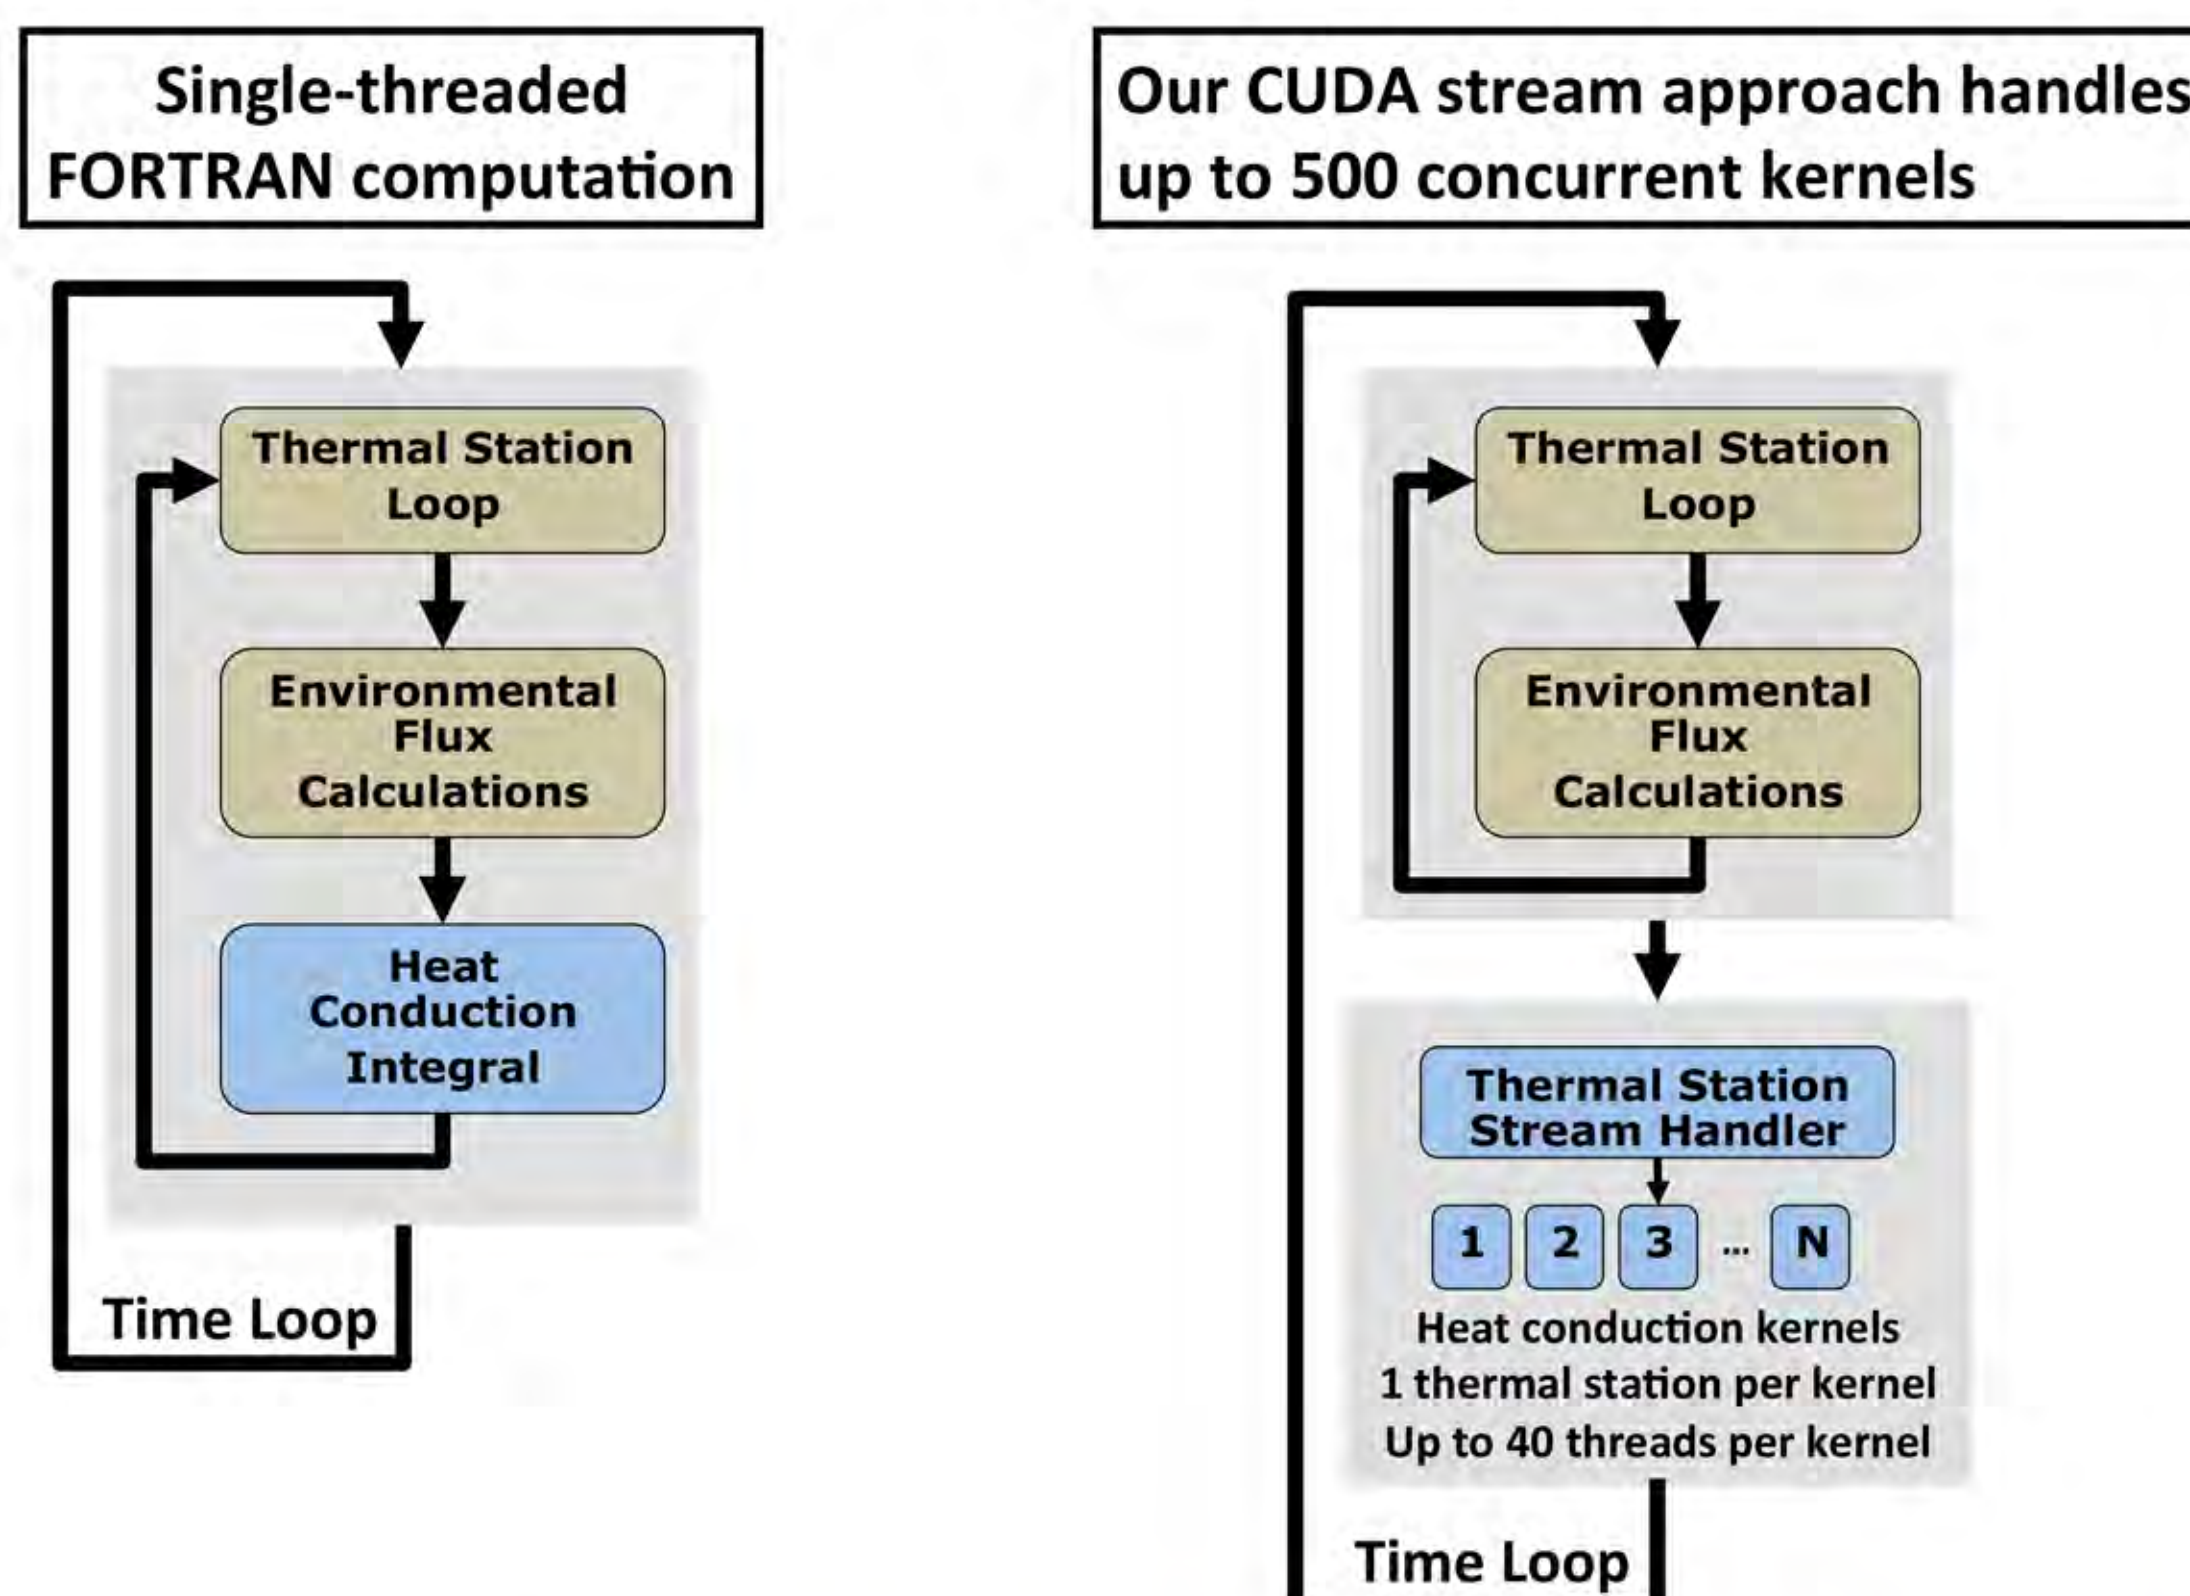 Single-threaded
FORTRAN computation
Thermal Station
Loop
Environmental
Flux
Calculations
Heat
Conduction
Integral
Time Loop
Our CUDA stream approach handles
up to 500 concurrent kernels
Thermal Station
Loop
Environmental
Flux
Calculations
Thermal Station
Stream Handler
1 2 3 ... N
Heat conduction kernels
1 thermal station per kernel
Up to 40 threads per kernel
Time Loop